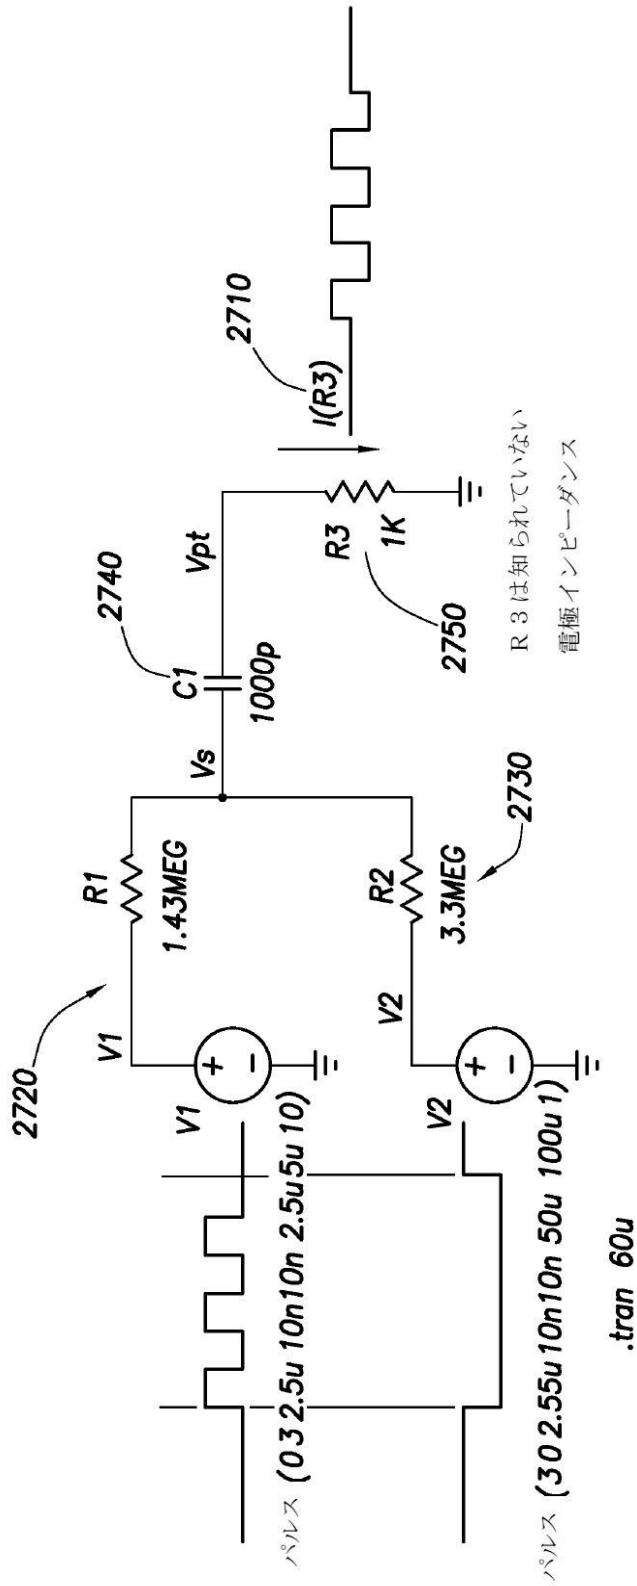 2720
V1
R1
1.43MEG
V1
パルス (0 3 2.5u 10n10n 2.5u5u 10)
V2
R2
3.3MEG
2730
V2
パルス (3 0 2.55u 10n10n 50u 100u 1)
.tran 60u
Vs
2740
C1
1000p
Vpt
R3
1K
2750
2710
I(R3)
R3は知られていない
電極インピーダンス